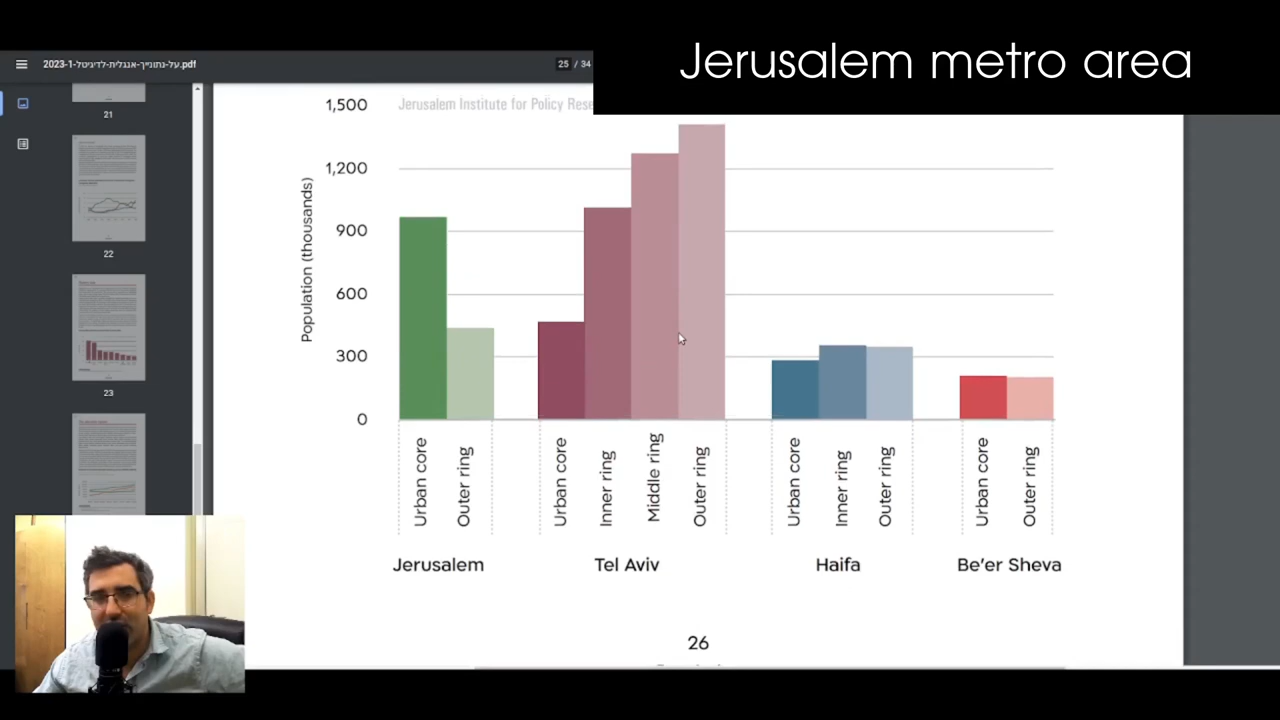 Jerusalem metro area
2023-1-על-נתונייך-אנגלית-לדיגיטל.pdf
25 / 34
21
22
23
1,500
Jerusalem Institute for Policy Rese
1,200
900
600
300
0
Population (thousands)
Urban core
Outer ring
Urban core
Inner ring
Middle ring
Outer ring
Urban core
Inner ring
Outer ring
Urban core
Outer ring
Jerusalem
Tel Aviv
Haifa
Be'er Sheva
26